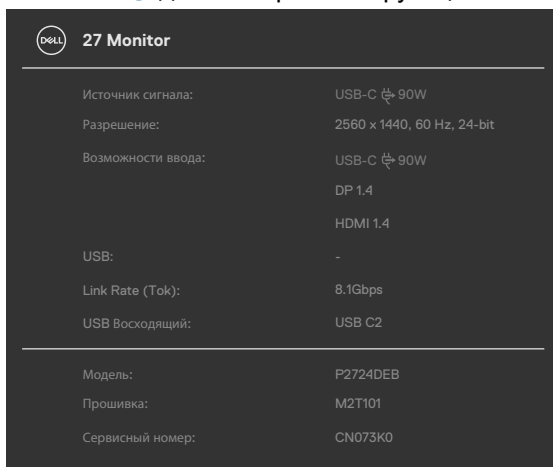 DELL
27 Monitor
Источник сигнала: USB-C 90W
Разрешение: 2560 x 1440, 60 Hz, 24-bit
Возможности ввода: USB-C 90W
DP 1.4
HDMI 1.4
USB: -
Link Rate (Tok): 8.1Gbps
USB Восходящий: USB C2
Модель: P2724DEB
Прошивка: M2T101
Сервисный номер: CN073K0